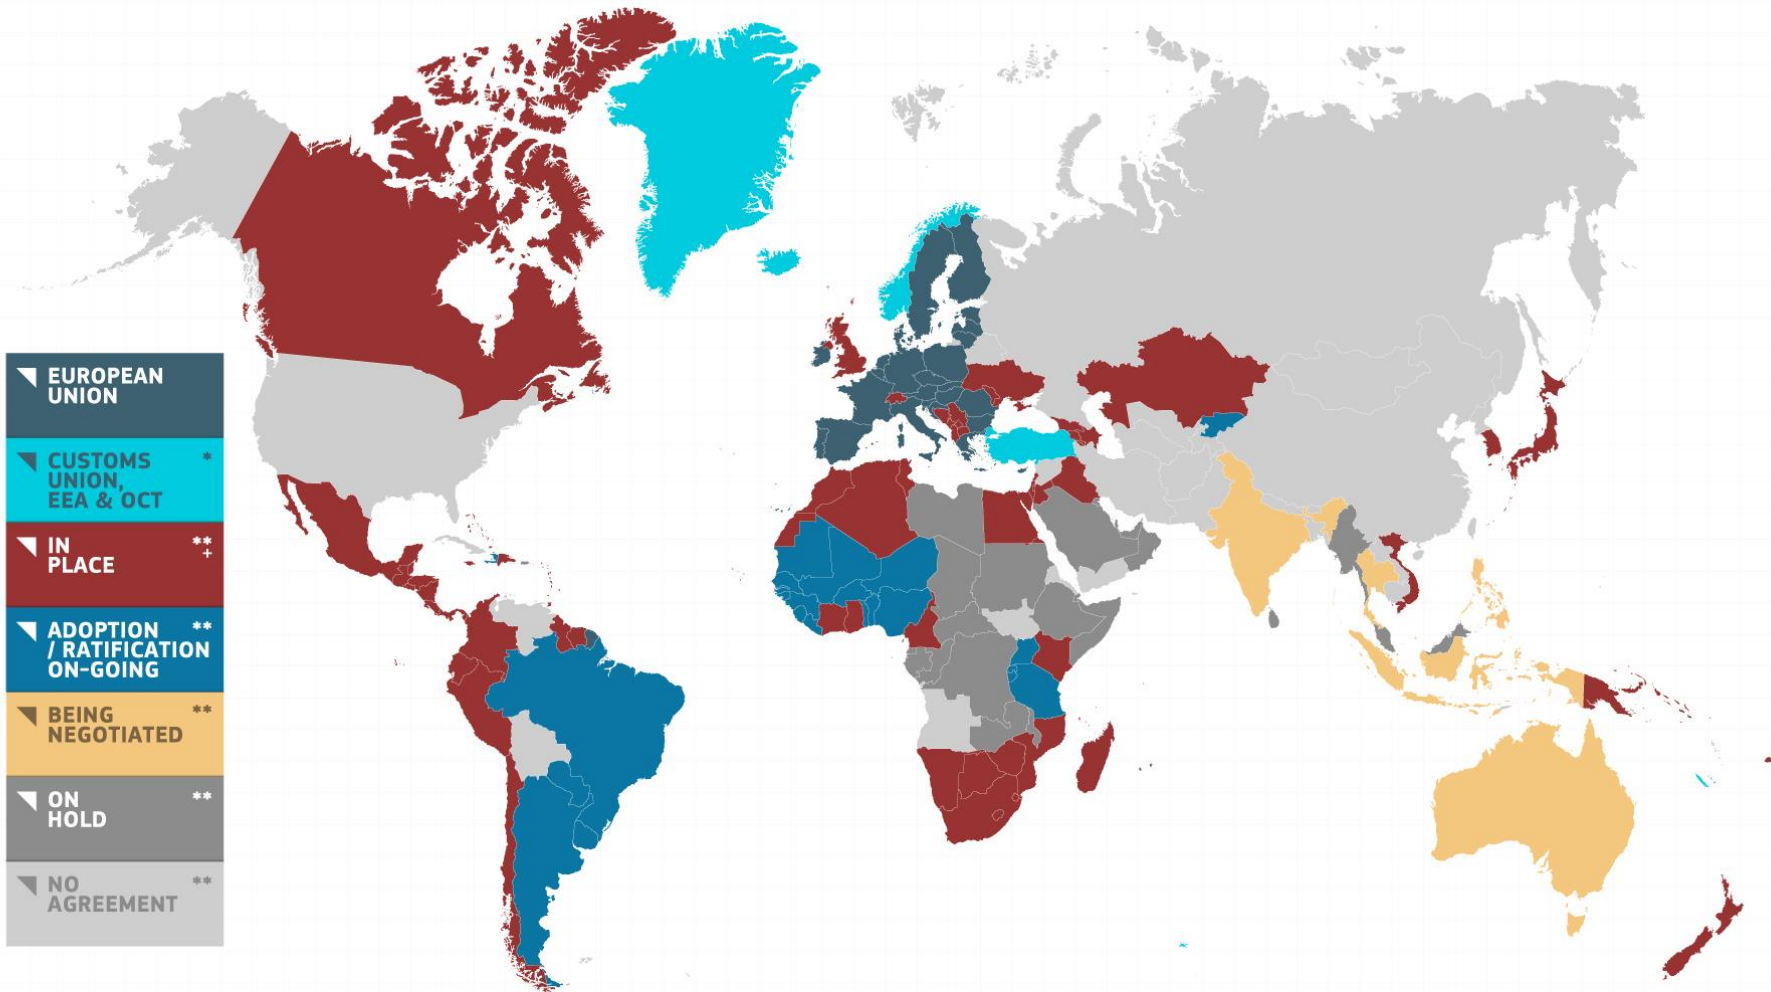 EUROPEAN
UNION
CUSTOMS *
UNION,
EEA & OCT
IN **
PLACE +
ADOPTION **
/ RATIFICATION
ON-GOING
BEING **
NEGOTIATED
ON **
HOLD
NO **
AGREEMENT